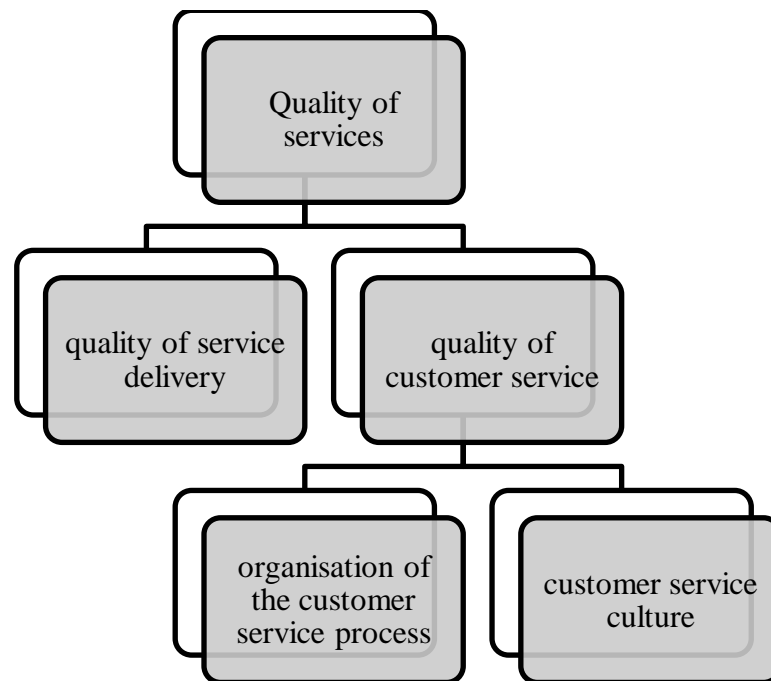 Quality of
services
quality of service
delivery
quality of
customer service
organisation of
the customer
service process
customer service
culture